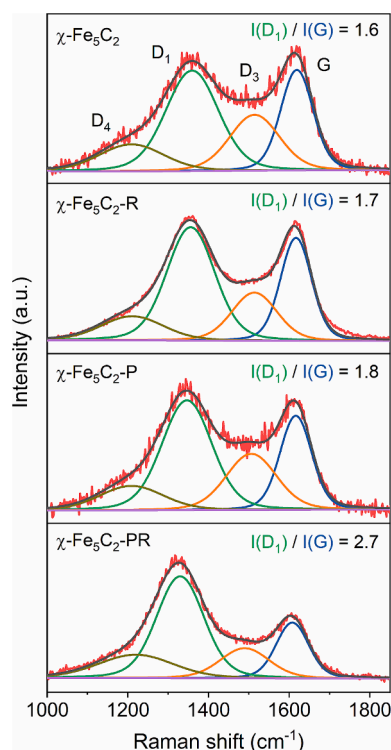 χ-Fe₅C₂
I(D₁) / I(G) = 1.6
D₄
D₁
D₃
G
χ-Fe₅C₂-R
I(D₁) / I(G) = 1.7
χ-Fe₅C₂-P
I(D₁) / I(G) = 1.8
χ-Fe₅C₂-PR
I(D₁) / I(G) = 2.7
Intensity (a.u.)
1000 1200 1400 1600 1800
Raman shift (cm⁻¹)